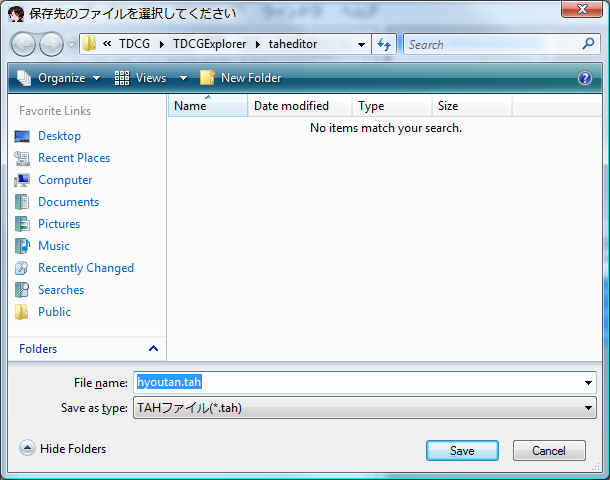 保存先のファイルを選択してください
« TDCG TDCGExplorer taheditor Search
Organize Views New Folder
Favorite Links
Desktop
Recent Places
Computer
Documents
Pictures
Music
Recently Changed
Searches
Public
Folders
Name Date modified Type Size
No items match your search.
File name: hyoutan.tah
Save as type: TAHファイル(*.tah)
Hide Folders Save Cancel